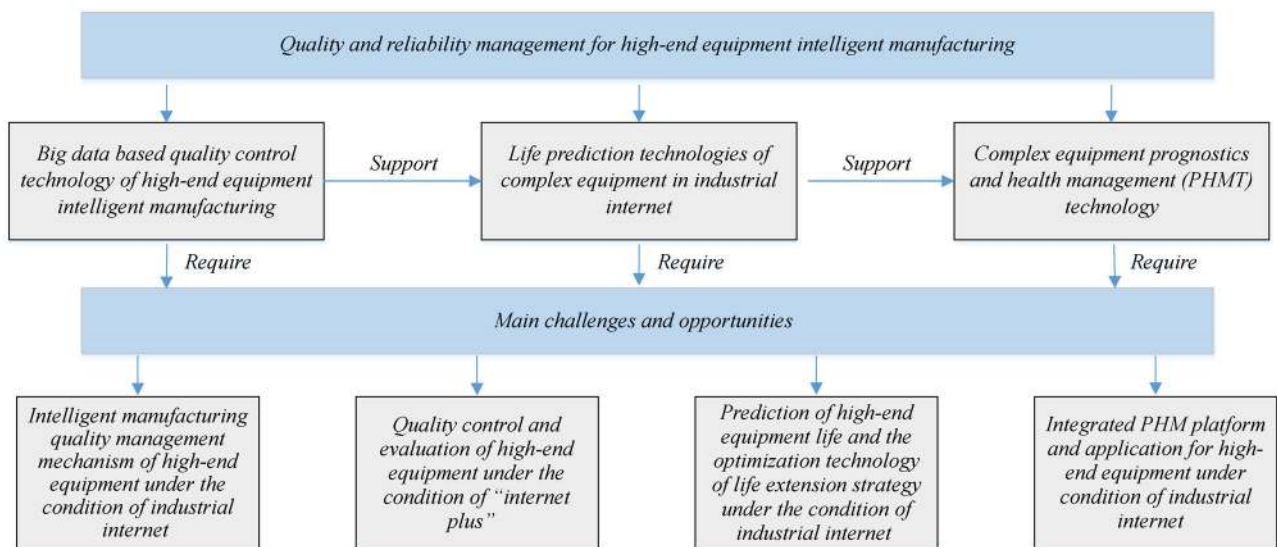 Quality and reliability management for high-end equipment intelligent manufacturing
Big data based quality control
technology of high-end equipment
intelligent manufacturing
Support
Life prediction technologies of
complex equipment in industrial
internet
Support
Complex equipment prognostics
and health management (PHMT)
technology
Require
Require
Require
Main challenges and opportunities
Intelligent manufacturing
quality management
mechanism of high-end
equipment under the
condition of industrial
internet
Quality control and
evaluation of high-end
equipment under the
condition of “internet
plus”
Prediction of high-end
equipment life and the
optimization technology
of life extension strategy
under the condition of
industrial internet
Integrated PHM platform
and application for high-
end equipment under
condition of industrial
internet